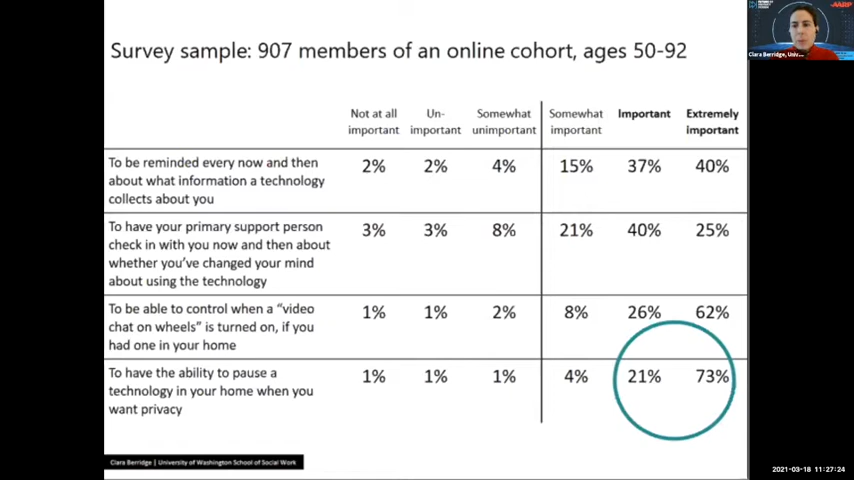 Survey sample: 907 members of an online cohort, ages 50-92
Not at all important
Un-important
Somewhat unimportant
Somewhat important
Important
Extremely important
To be reminded every now and then
about what information a technology
collects about you
2% 2% 4% 15% 37% 40%
To have your primary support person
check in with you now and then about
whether you've changed your mind
about using the technology
3% 3% 8% 21% 40% 25%
To be able to control when a "video
chat on wheels" is turned on, if you
had one in your home
1% 1% 2% 8% 26% 62%
To have the ability to pause a
technology in your home when you
want privacy
1% 1% 1% 4% 21% 73%
Clara Berridge | University of Washington School of Social Work
AARP
Clara Berridge, Univ...
2021-03-18 11:27:24